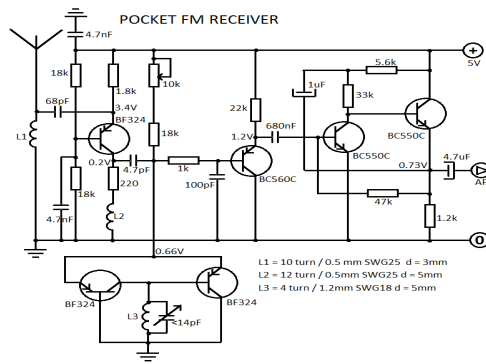 POCKET FM RECEIVER
4.7nF
+
5V
18k
1.8k
10k
5.6k
1uF
68pF
3.4V
BF324
22k
33k
18k
1.2V
680nF
BC550C
L1
0.2V
4.7pF
BC550C
0.73V
4.7uF
1k
AF
18k
220
100pF
BC560C
47k
4.7nF
L2
1.2k
0
0.66V
L1 = 10 turn / 0.5 mm SWG25 d = 3mm
L2 = 12 turn / 0.5mm SWG25 d = 5mm
L3 = 4 turn / 1.2mm SWG18 d = 5mm
BF324
BF324
L3
<14pF